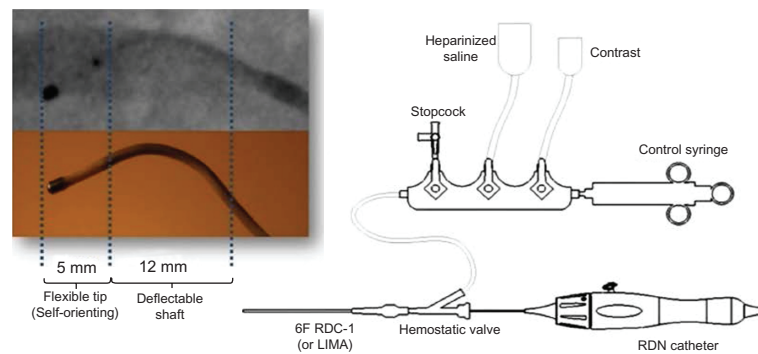 Heparinized
saline
Contrast
Stopcock
Control syringe
5 mm
12 mm
Flexible tip
(Self-orienting)
Deflectable
shaft
6F RDC-1
(or LIMA)
Hemostatic valve
RDN catheter